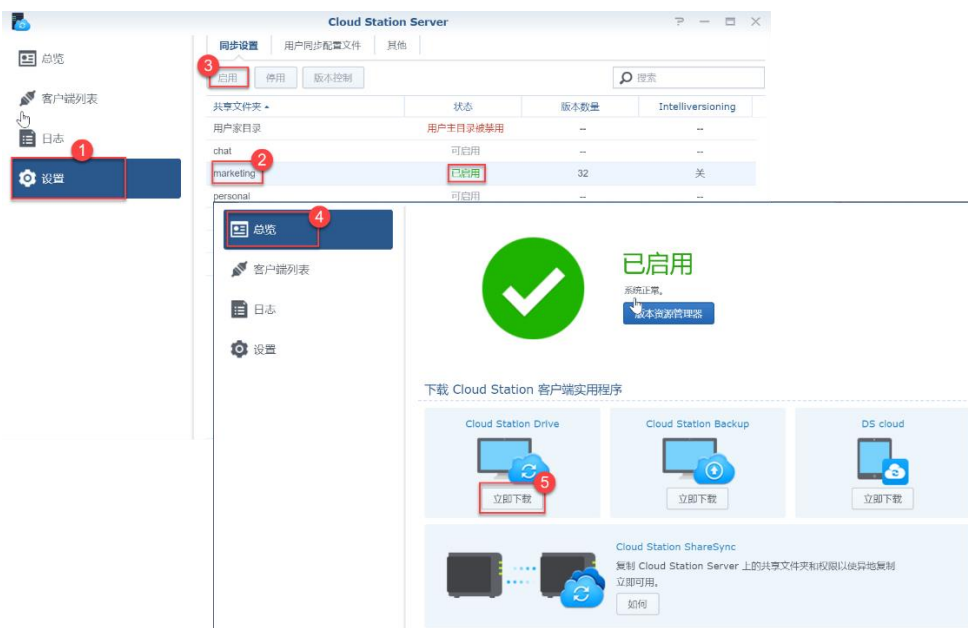 Cloud Station Server
总览
客户端列表
日志
1
设置
同步设置 用户同步配置文件 其他
3
启用 停用 版本控制 搜索
共享文件夹 状态 版本数量 Intelliversioning
用户家目录 用户主目录被禁用 -- --
chat 可启用 -- --
2
marketing 已启用 32 关
personal 可启用 -- --
4
总览
客户端列表
日志
设置
已启用
系统正常。
版本资源管理器
下载 Cloud Station 客户端实用程序
Cloud Station Drive Cloud Station Backup DS cloud
5
立即下载 立即下载 立即下载
Cloud Station ShareSync
复制 Cloud Station Server 上的共享文件夹和权限以使异地复制
立即可用。
如何